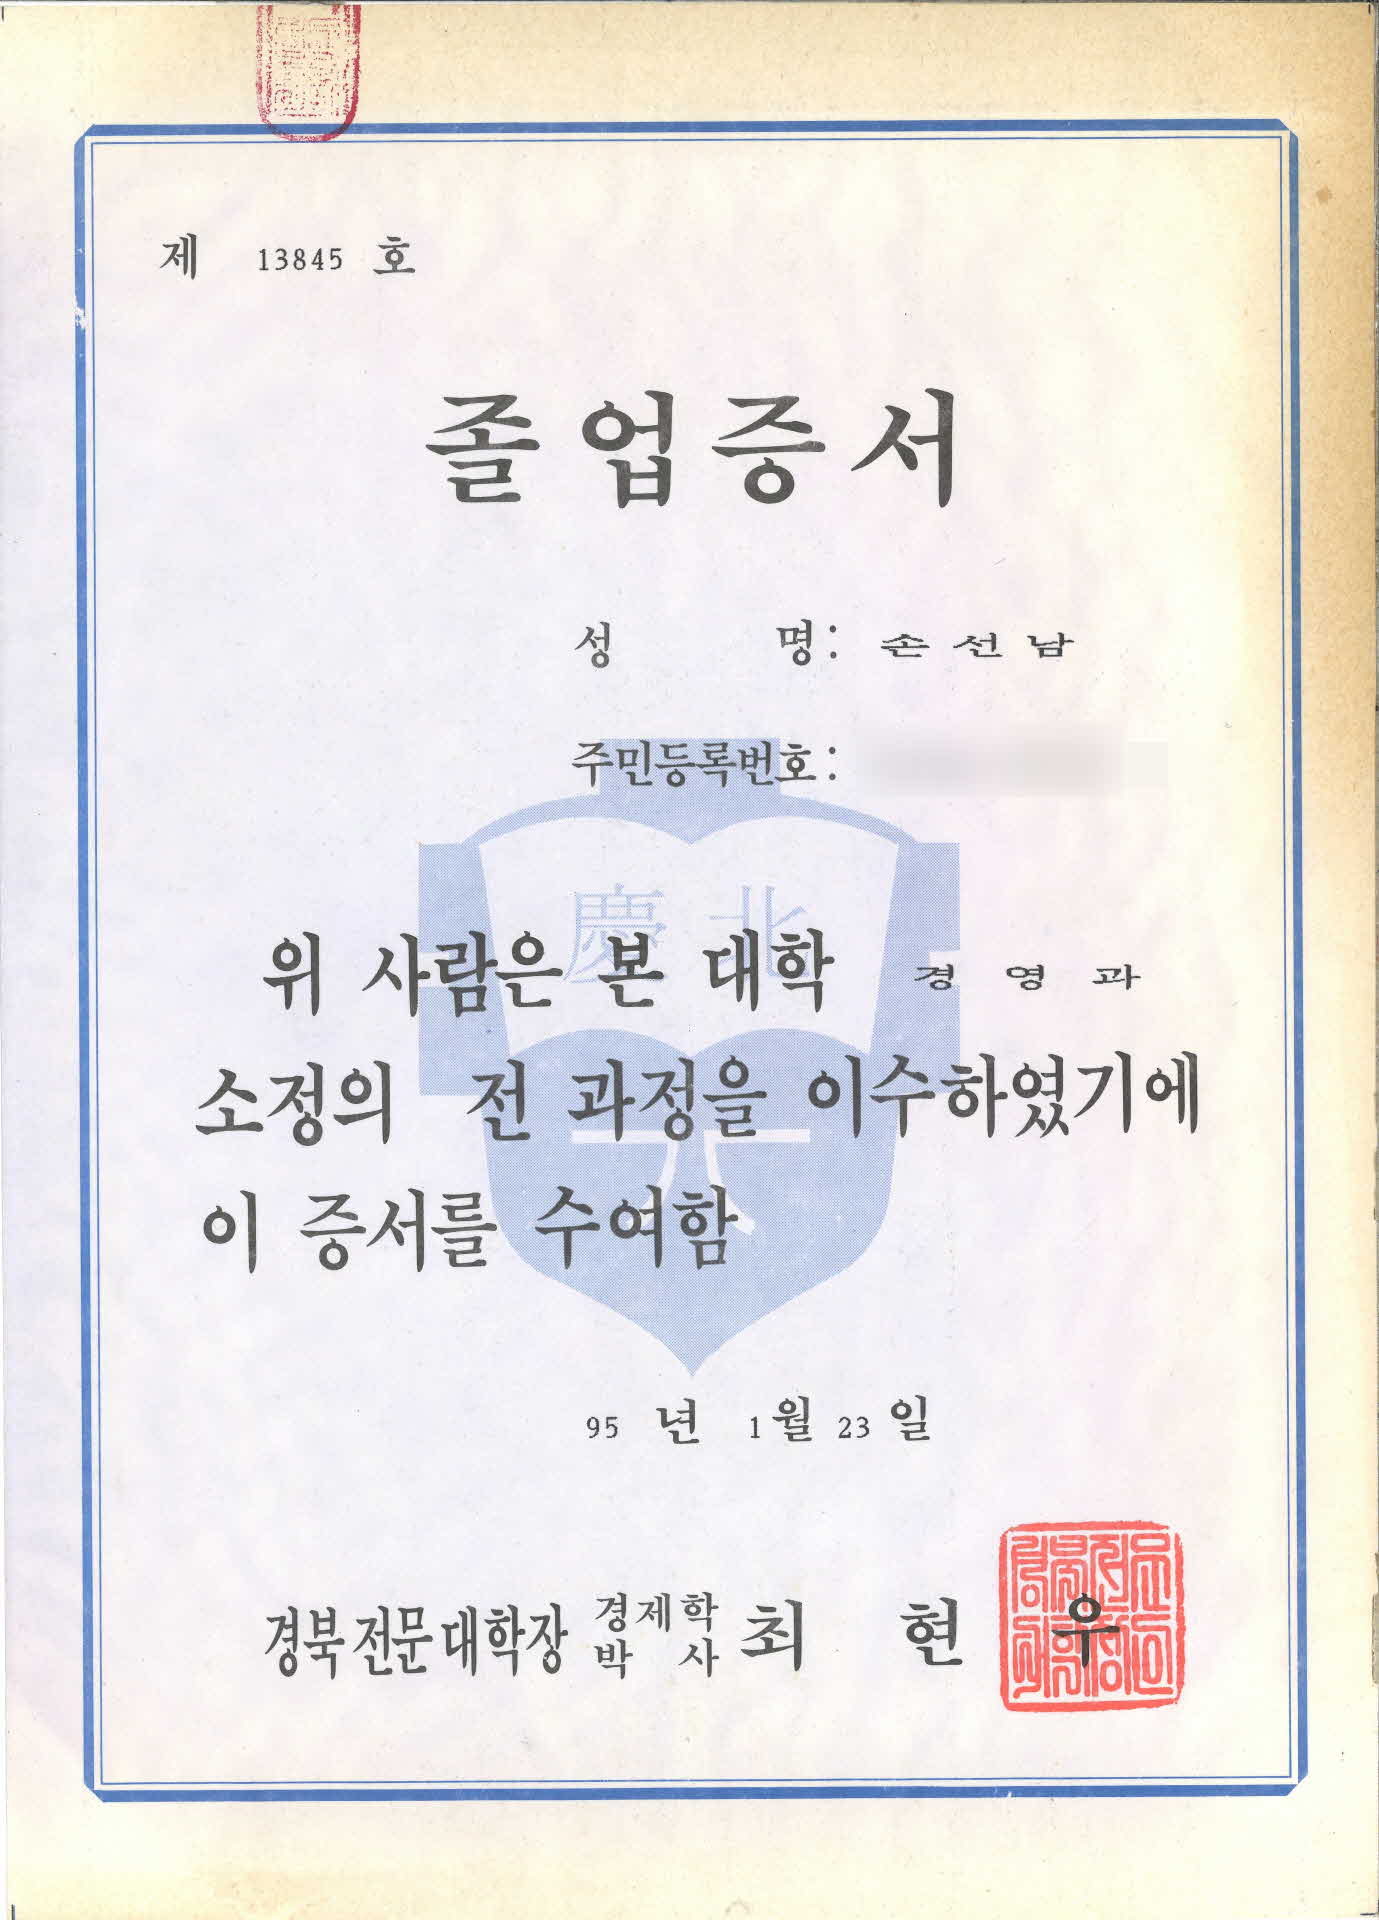 제 13845 호
졸업증서
성 명: 손선남
주민등록번호:
慶北
위 사람은 본 대학 경영과
소정의 전 과정을 이수하였기에
이 증서를 수여함
95 년 1 월 23 일
경북전문대학장 경제학박사 최현우